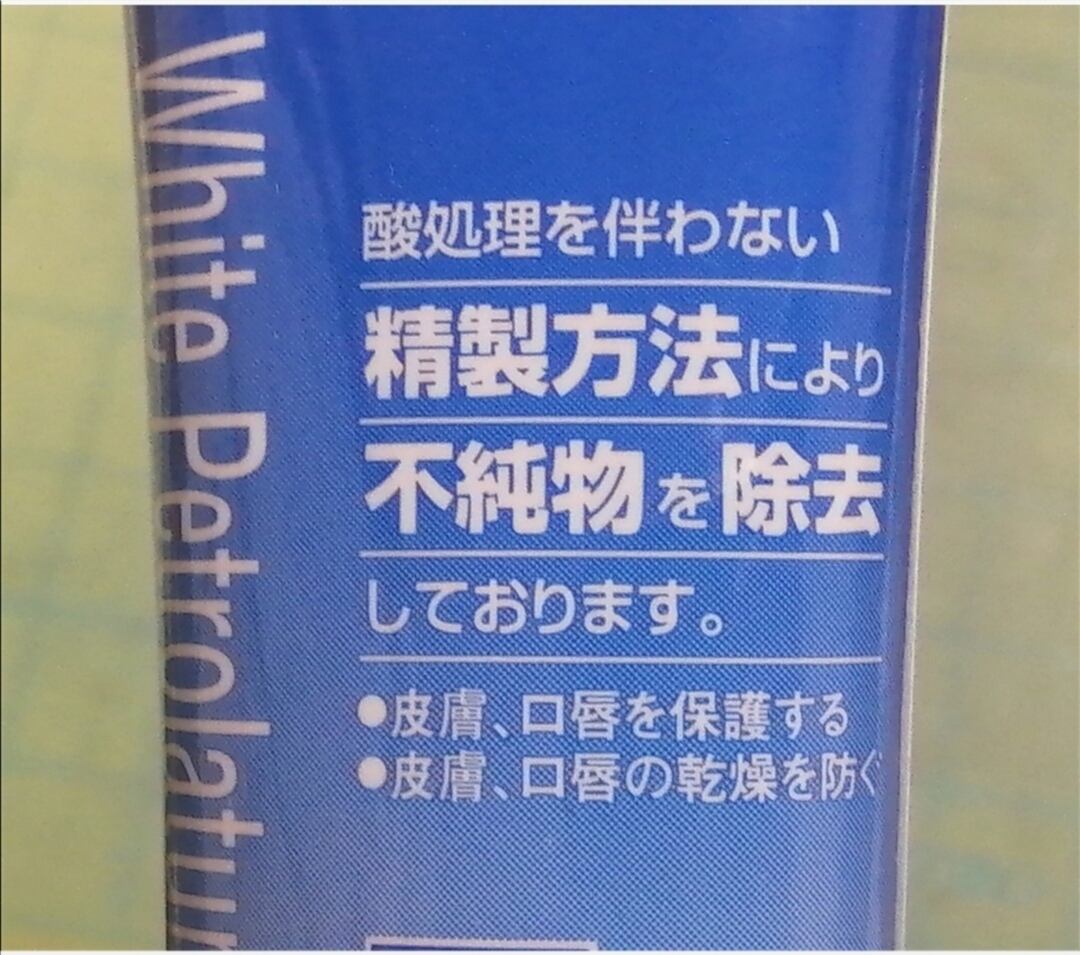 White Petrolatum
酸処理を伴わない
精製方法により
不純物を除去
しております。
●皮膚、口唇を保護する
●皮膚、口唇の乾燥を防ぐ